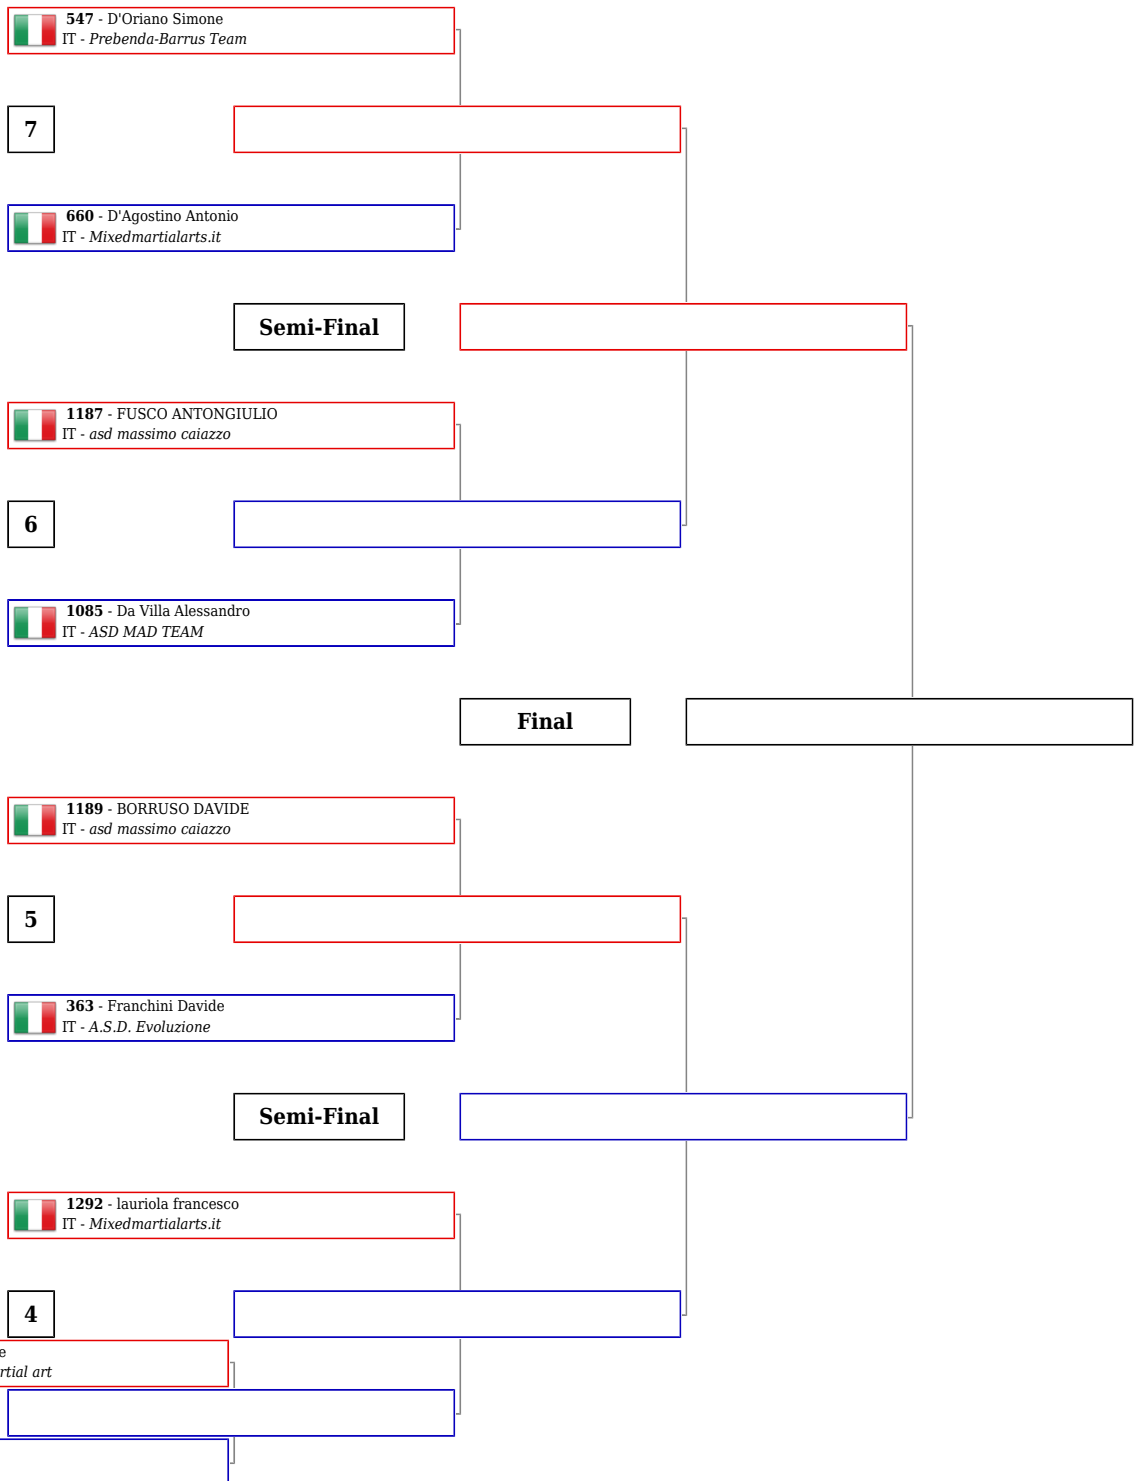 547 - D'Oriano Simone
IT - Prebenda-Barrus Team
7
660 - D'Agostino Antonio
IT - Mixedmartialarts.it
Semi-Final
1187 - FUSCO ANTONGIULIO
IT - asd massimo caiazzo
6
1085 - Da Villa Alessandro
IT - ASD MAD TEAM
Final
1189 - BORRUSO DAVIDE
IT - asd massimo caiazzo
5
363 - Franchini Davide
IT - A.S.D. Evoluzione
Semi-Final
1292 - lauriola francesco
IT - Mixedmartialarts.it
4
e
rtial art